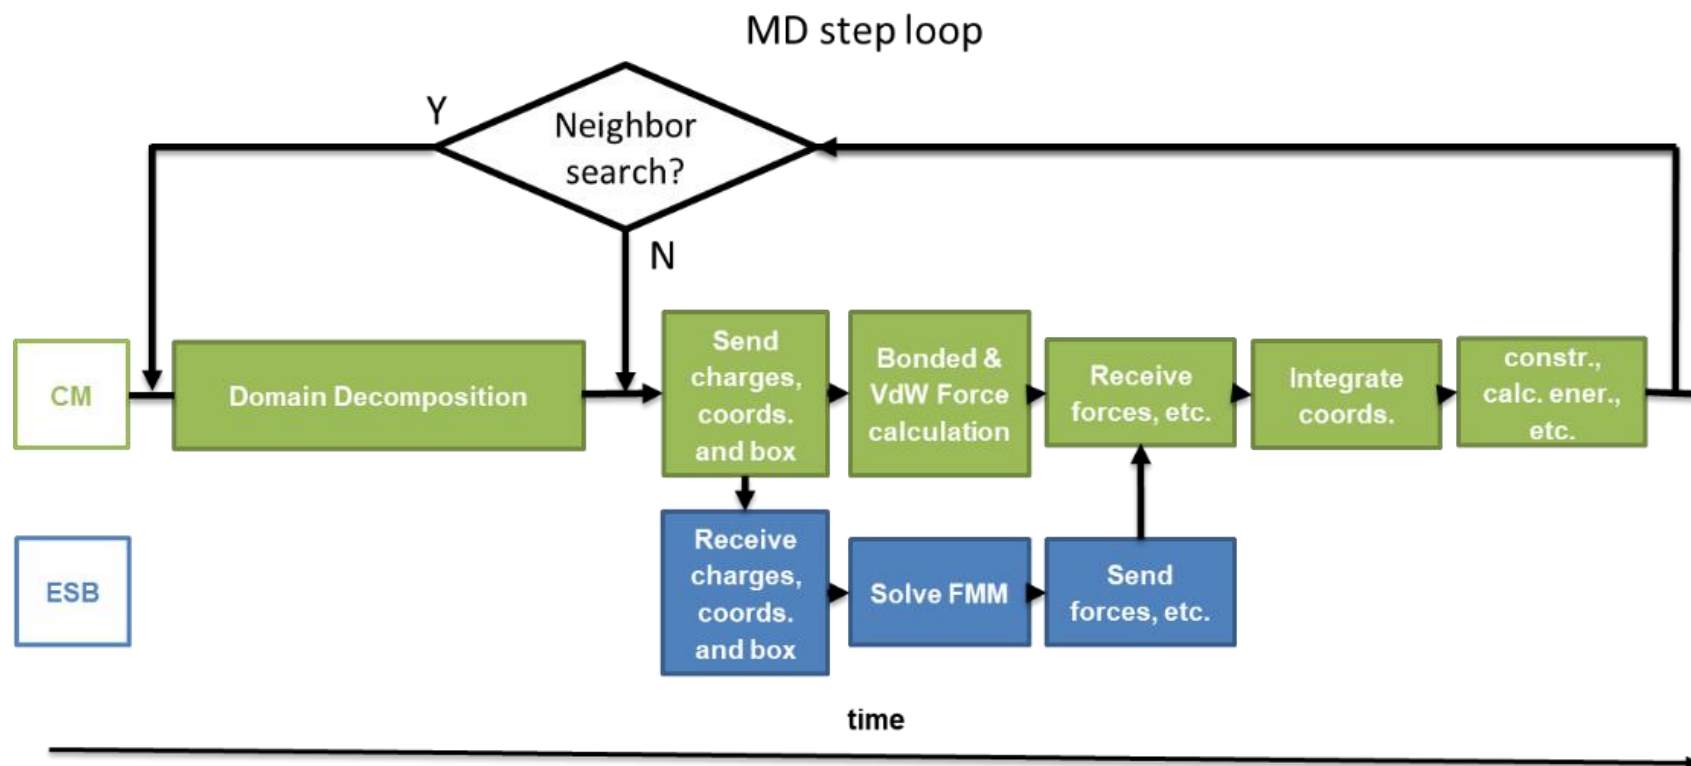 MD step loop
Y
Neighbor
search?
N
CM
Domain Decomposition
Send
charges,
coords.
and box
Bonded &
VdW Force
calculation
Receive
forces, etc.
Integrate
coords.
constr.,
calc. ener.,
etc.
ESB
Receive
charges,
coords.
and box
Solve FMM
Send
forces, etc.
time